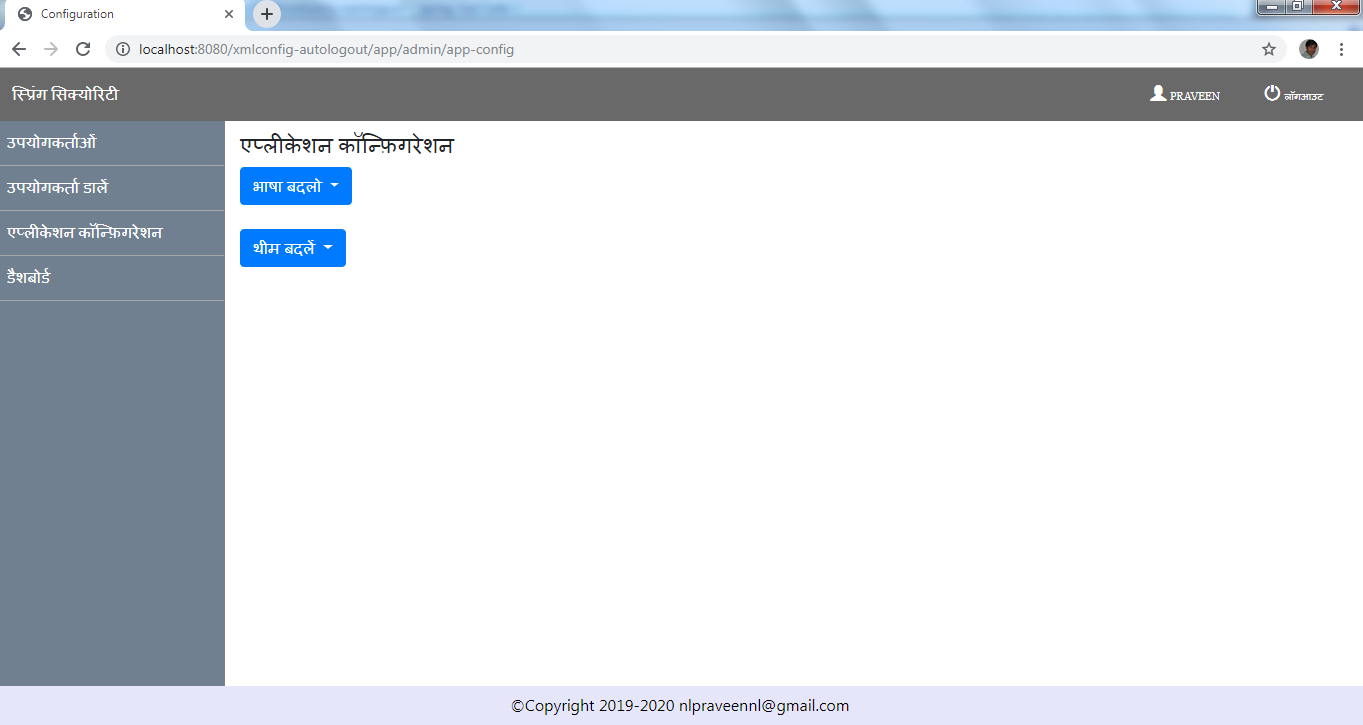 Configuration
localhost:8080/xmlconfig-autologout/app/admin/app-config
स्प्रिंग सिक्योरिटी
PRAVEEN
लॉगआउट
उपयोगकर्ताओं
उपयोगकर्ता डालें
एप्लीकेशन कॉन्फ़िगरेशन
डैशबोर्ड
एप्लीकेशन कॉन्फ़िगरेशन
भाषा बदलो
थीम बदलें
©Copyright 2019-2020 nlpraveennl@gmail.com